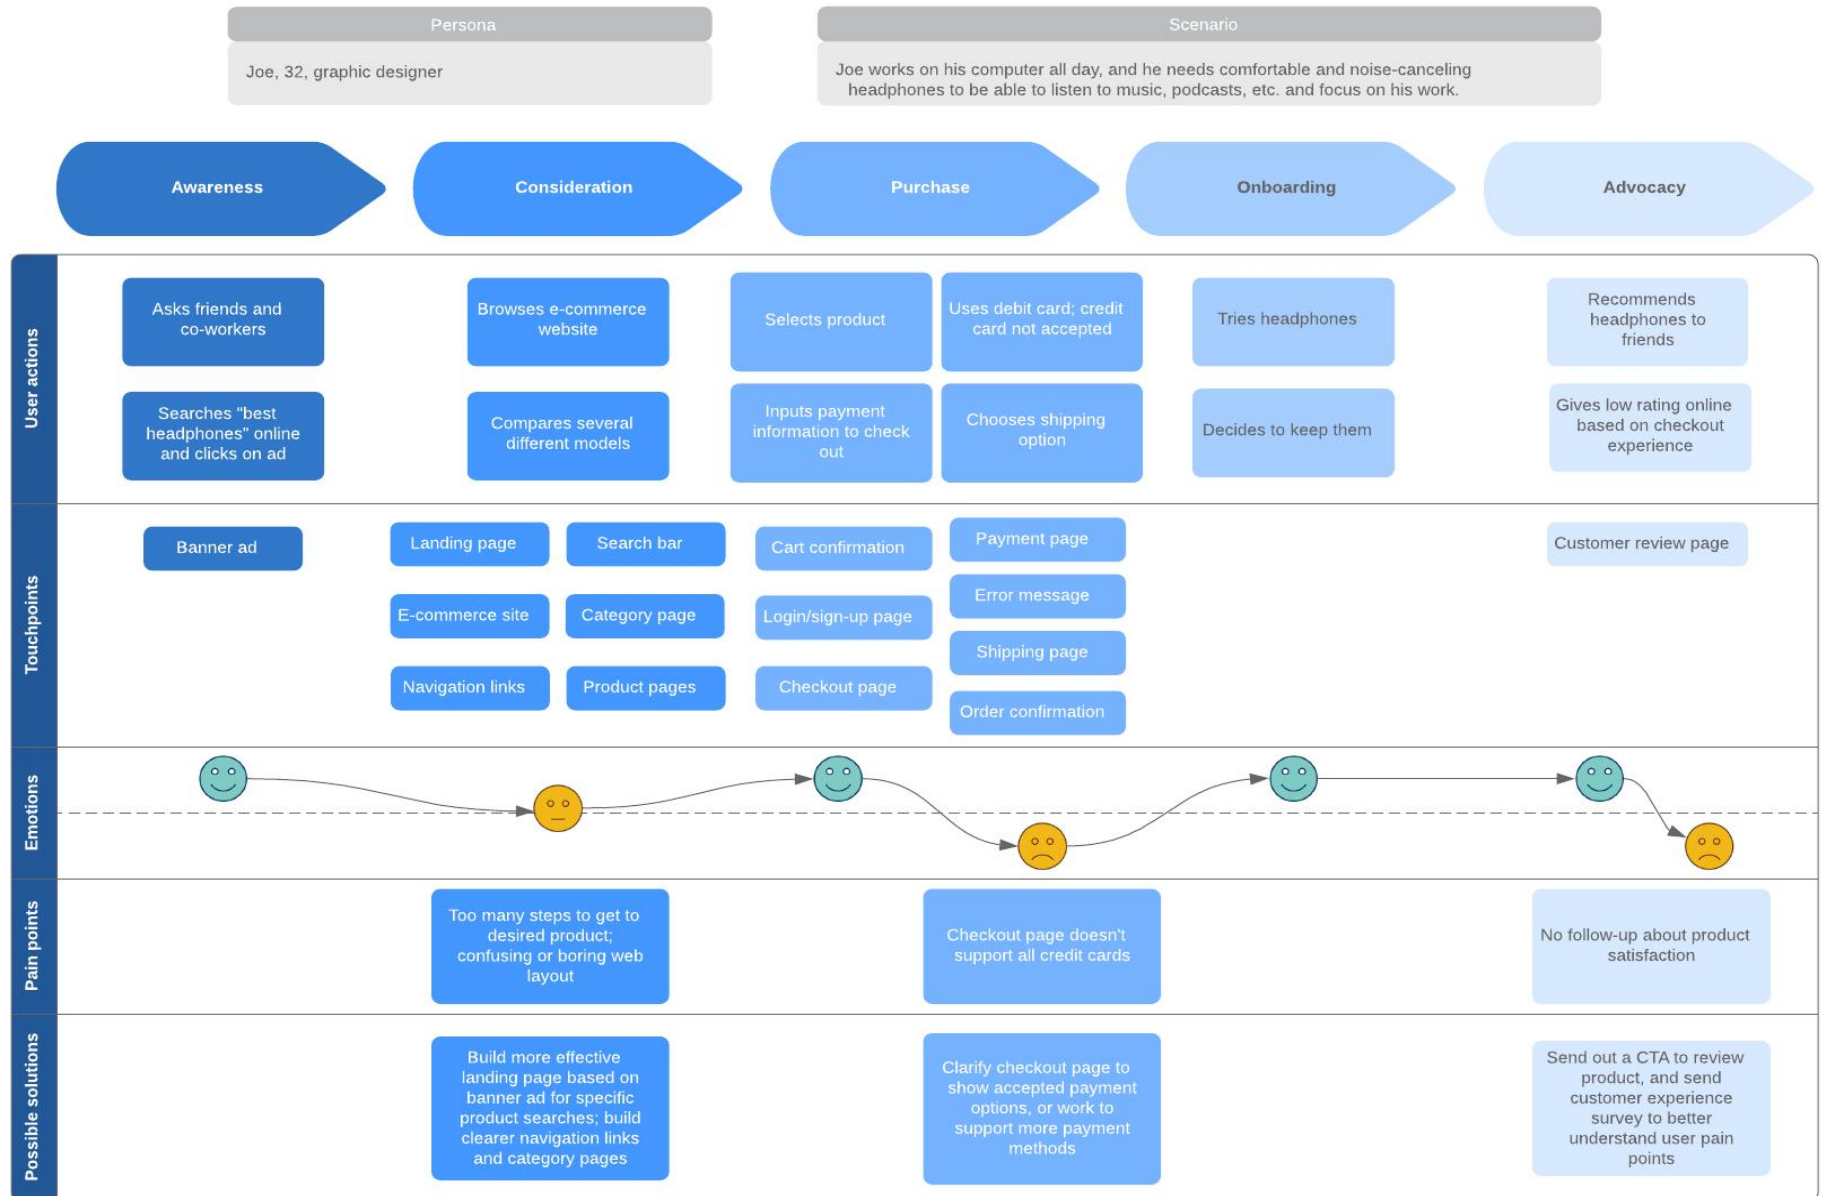 Persona
Joe, 32, graphic designer
Scenario
Joe works on his computer all day, and he needs comfortable and noise-canceling
headphones to be able to listen to music, podcasts, etc. and focus on his work.
Awareness
Consideration
Purchase
Onboarding
Advocacy
User actions
Asks friends and
co-workers
Searches "best
headphones" online
and clicks on ad
Browses e-commerce
website
Compares several
different models
Selects product
Uses debit card; credit
card not accepted
Inputs payment
information to check
out
Chooses shipping
option
Tries headphones
Decides to keep them
Recommends
headphones to
friends
Gives low rating online
based on checkout
experience
Touchpoints
Banner ad
Landing page
Search bar
E-commerce site
Category page
Navigation links
Product pages
Cart confirmation
Login/sign-up page
Checkout page
Payment page
Error message
Shipping page
Order confirmation
Customer review page
Emotions
Pain points
Too many steps to get to
desired product;
confusing or boring web
layout
Checkout page doesn't
support all credit cards
No follow-up about product
satisfaction
Possible solutions
Build more effective
landing page based on
banner ad for specific
product searches; build
clearer navigation links
and category pages
Clarify checkout page to
show accepted payment
options, or work to
support more payment
methods
Send out a CTA to review
product, and send
customer experience
survey to better
understand user pain
points